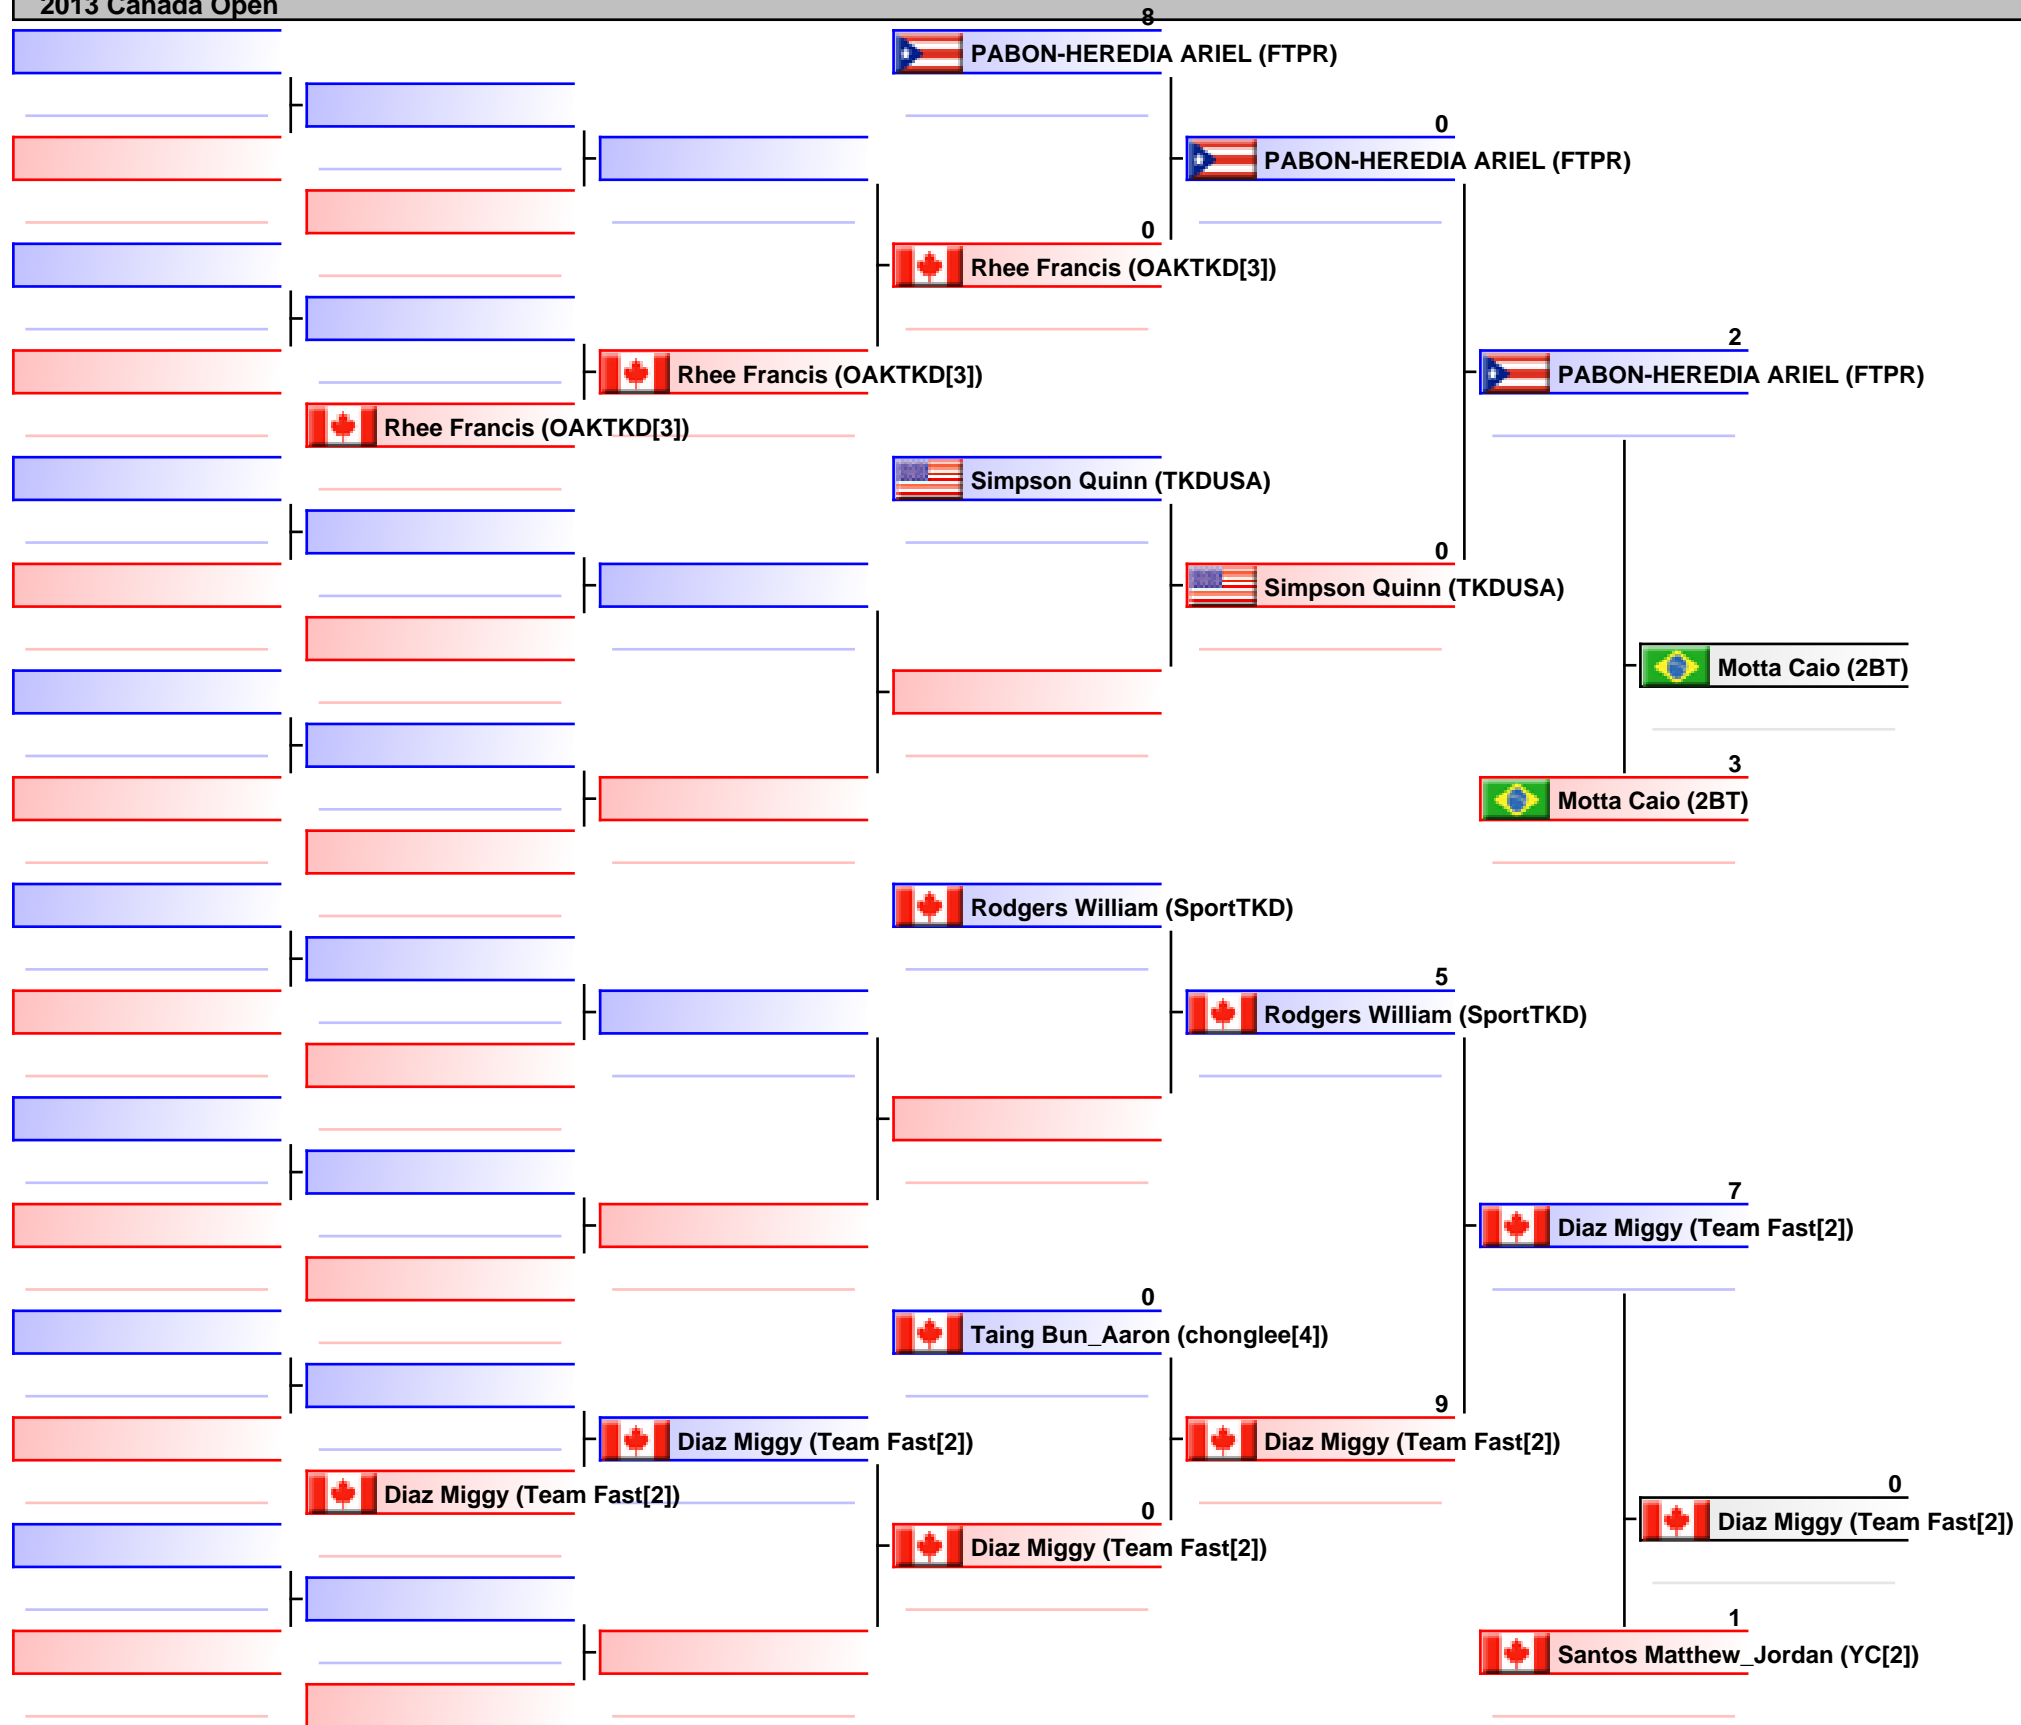 2013 Canada Open
8
PABON-HEREDIA ARIEL (FTPR)
0
PABON-HEREDIA ARIEL (FTPR)
0
Rhee Francis (OAKTKD[3])
2
Rhee Francis (OAKTKD[3])
PABON-HEREDIA ARIEL (FTPR)
Rhee Francis (OAKTKD[3])
Simpson Quinn (TKDUSA)
0
Simpson Quinn (TKDUSA)
Motta Caio (2BT)
3
Motta Caio (2BT)
Rodgers William (SportTKD)
5
Rodgers William (SportTKD)
7
Diaz Miggy (Team Fast[2])
0
Taing Bun_Aaron (chonglee[4])
9
Diaz Miggy (Team Fast[2])
Diaz Miggy (Team Fast[2])
Diaz Miggy (Team Fast[2])
0
Diaz Miggy (Team Fast[2])
0
Diaz Miggy (Team Fast[2])
1
Santos Matthew_Jordan (YC[2])